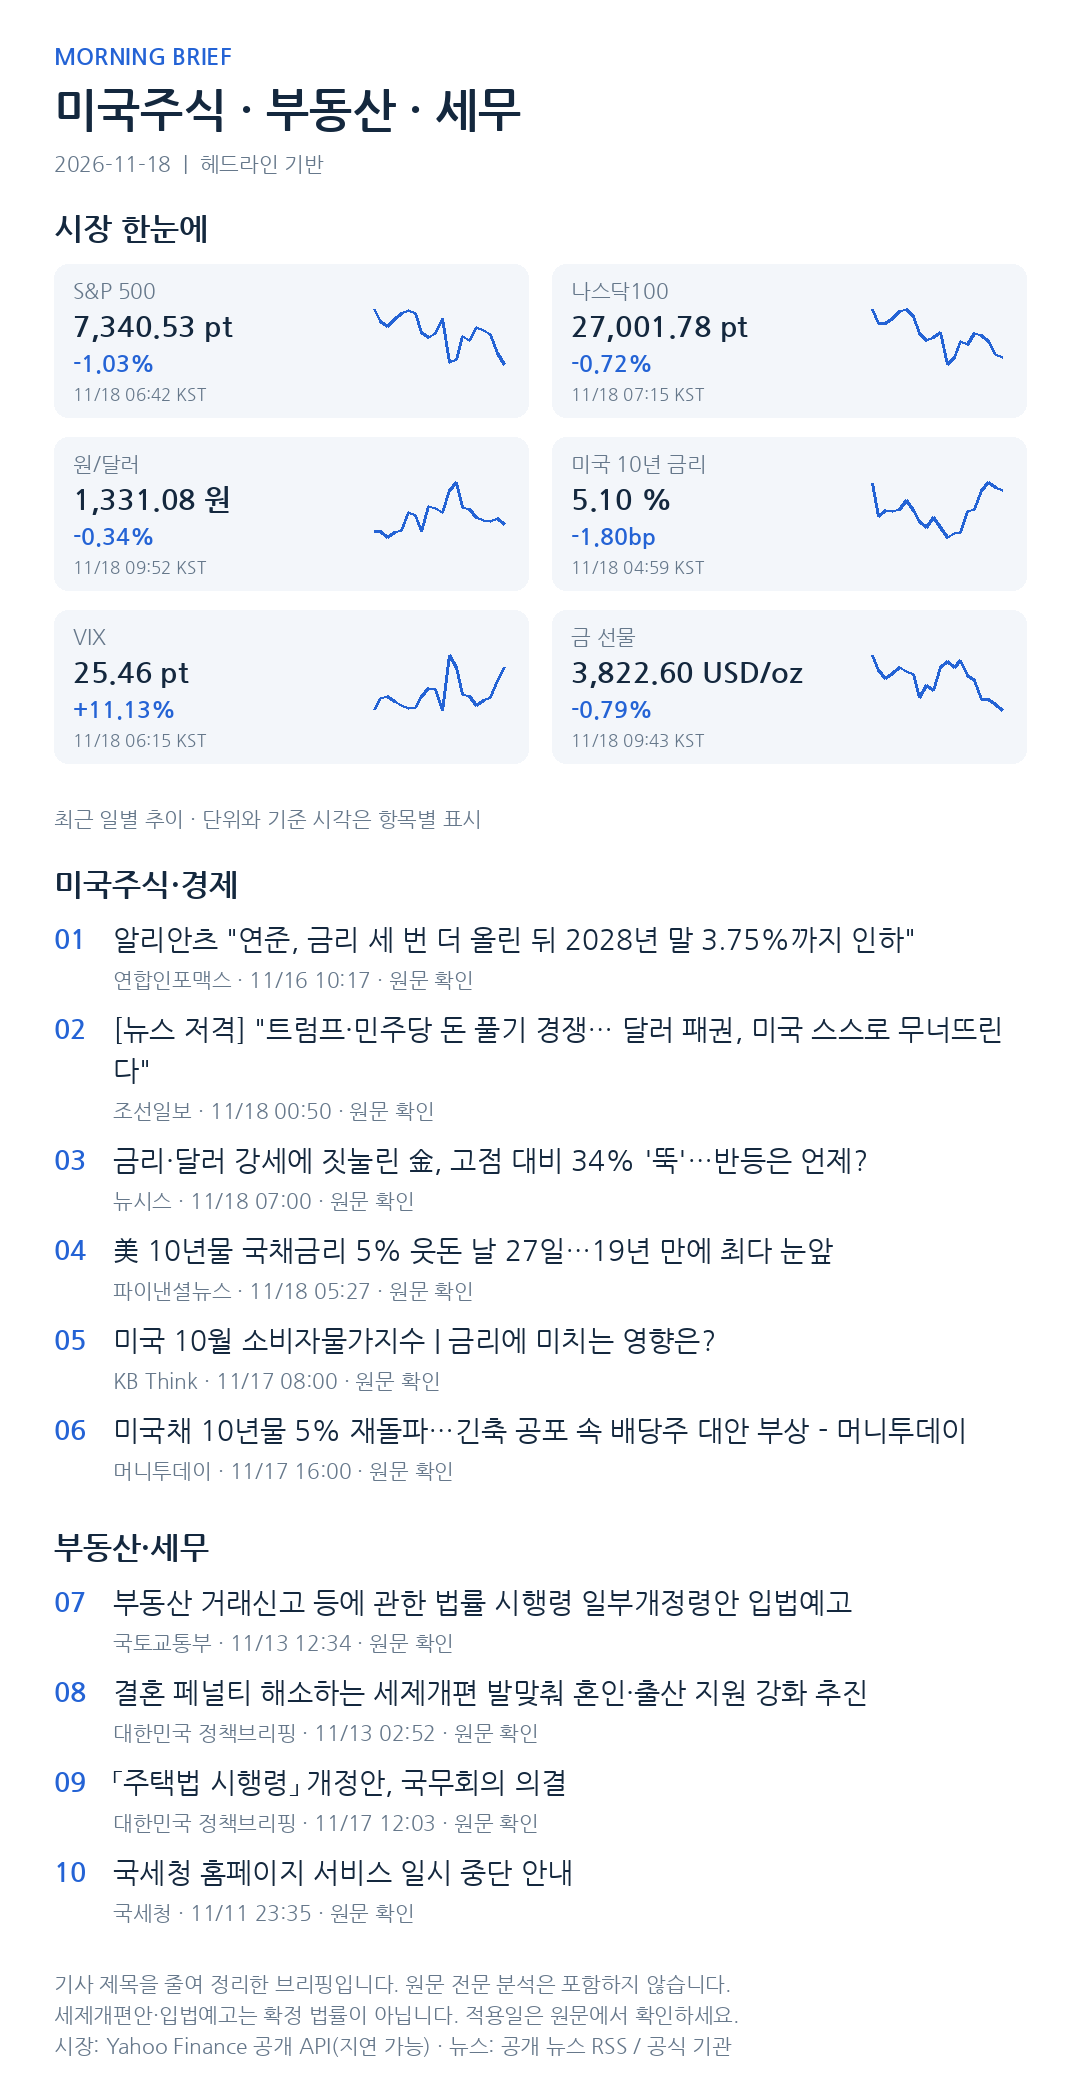 MORNING BRIEF
미국주식 · 부동산 · 세무
2026-11-18 | 헤드라인 기반
시장 한눈에
S&P 500
7,340.53 pt
-1.03%
11/18 06:42 KST
나스닥100
27,001.78 pt
-0.72%
11/18 07:15 KST
원/달러
1,331.08 원
-0.34%
11/18 09:52 KST
미국 10년 금리
5.10 %
-1.80bp
11/18 04:59 KST
VIX
25.46 pt
+11.13%
11/18 06:15 KST
금 선물
3,822.60 USD/oz
-0.79%
11/18 09:43 KST
최근 일별 추이 · 단위와 기준 시각은 항목별 표시
미국주식·경제
01 알리안츠 "연준, 금리 세 번 더 올린 뒤 2028년 말 3.75%까지 인하"
연합인포맥스 · 11/16 10:17 · 원문 확인
02 [뉴스 저격] "트럼프·민주당 돈 풀기 경쟁… 달러 패권, 미국 스스로 무너뜨린
다"
조선일보 · 11/18 00:50 · 원문 확인
03 금리·달러 강세에 짓눌린 金, 고점 대비 34% '뚝'…반등은 언제?
뉴시스 · 11/18 07:00 · 원문 확인
04 美 10년물 국채금리 5% 웃돈 날 27일…19년 만에 최다 눈앞
파이낸셜뉴스 · 11/18 05:27 · 원문 확인
05 미국 10월 소비자물가지수 | 금리에 미치는 영향은?
KB Think · 11/17 08:00 · 원문 확인
06 미국채 10년물 5% 재돌파…긴축 공포 속 배당주 대안 부상 - 머니투데이
머니투데이 · 11/17 16:00 · 원문 확인
부동산·세무
07 부동산 거래신고 등에 관한 법률 시행령 일부개정령안 입법예고
국토교통부 · 11/13 12:34 · 원문 확인
08 결혼 페널티 해소하는 세제개편 발맞춰 혼인·출산 지원 강화 추진
대한민국 정책브리핑 · 11/13 02:52 · 원문 확인
09 「주택법 시행령」 개정안, 국무회의 의결
대한민국 정책브리핑 · 11/17 12:03 · 원문 확인
10 국세청 홈페이지 서비스 일시 중단 안내
국세청 · 11/11 23:35 · 원문 확인
기사 제목을 줄여 정리한 브리핑입니다. 원문 전문 분석은 포함하지 않습니다.
세제개편안·입법예고는 확정 법률이 아닙니다. 적용일은 원문에서 확인하세요.
시장: Yahoo Finance 공개 API(지연 가능) · 뉴스: 공개 뉴스 RSS / 공식 기관